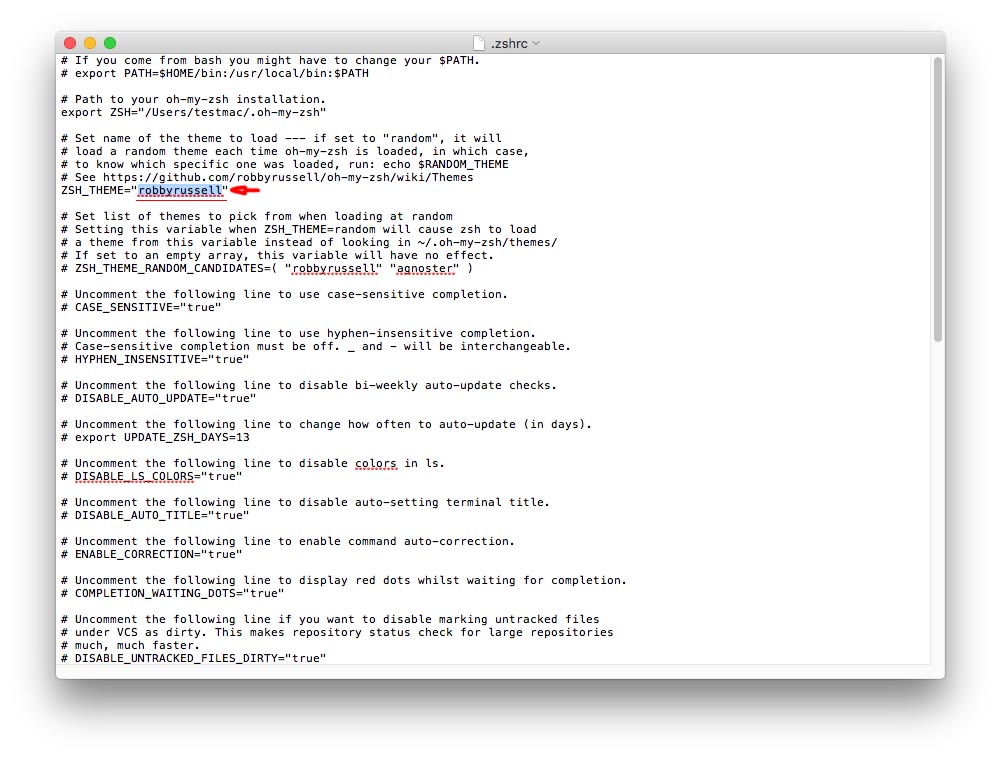 .zshrc
# If you come from bash you might have to change your $PATH.
# export PATH=$HOME/bin:/usr/local/bin:$PATH
# Path to your oh-my-zsh installation.
export ZSH="/Users/testmac/.oh-my-zsh"
# Set name of the theme to load --- if set to "random", it will
# load a random theme each time oh-my-zsh is loaded, in which case,
# to know which specific one was loaded, run: echo $RANDOM_THEME
# See https://github.com/robbyrussell/oh-my-zsh/wiki/Themes
ZSH_THEME="robbyrussell"
# Set list of themes to pick from when loading at random
# Setting this variable when ZSH_THEME=random will cause zsh to load
# a theme from this variable instead of looking in ~/.oh-my-zsh/themes/
# If set to an empty array, this variable will have no effect.
# ZSH_THEME_RANDOM_CANDIDATES=( "robbyrussell" "agnoster" )
# Uncomment the following line to use case-sensitive completion.
# CASE_SENSITIVE="true"
# Uncomment the following line to use hyphen-insensitive completion.
# Case-sensitive completion must be off. _ and - will be interchangeable.
# HYPHEN_INSENSITIVE="true"
# Uncomment the following line to disable bi-weekly auto-update checks.
# DISABLE_AUTO_UPDATE="true"
# Uncomment the following line to change how often to auto-update (in days).
# export UPDATE_ZSH_DAYS=13
# Uncomment the following line to disable colors in ls.
# DISABLE_LS_COLORS="true"
# Uncomment the following line to disable auto-setting terminal title.
# DISABLE_AUTO_TITLE="true"
# Uncomment the following line to enable command auto-correction.
# ENABLE_CORRECTION="true"
# Uncomment the following line to display red dots whilst waiting for completion.
# COMPLETION_WAITING_DOTS="true"
# Uncomment the following line if you want to disable marking untracked files
# under VCS as dirty. This makes repository status check for large repositories
# much, much faster.
# DISABLE_UNTRACKED_FILES_DIRTY="true"